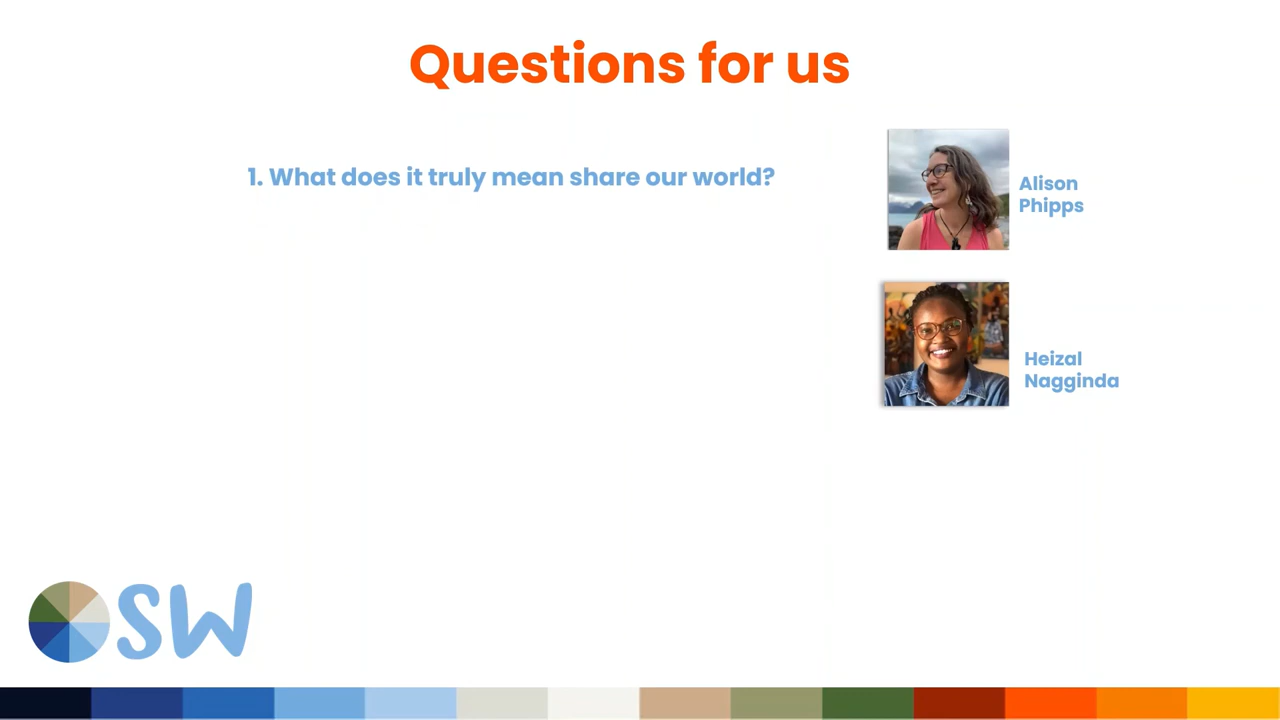 Questions for us
1. What does it truly mean share our world?
Alison
Phipps
Heizal
Nagginda
SW